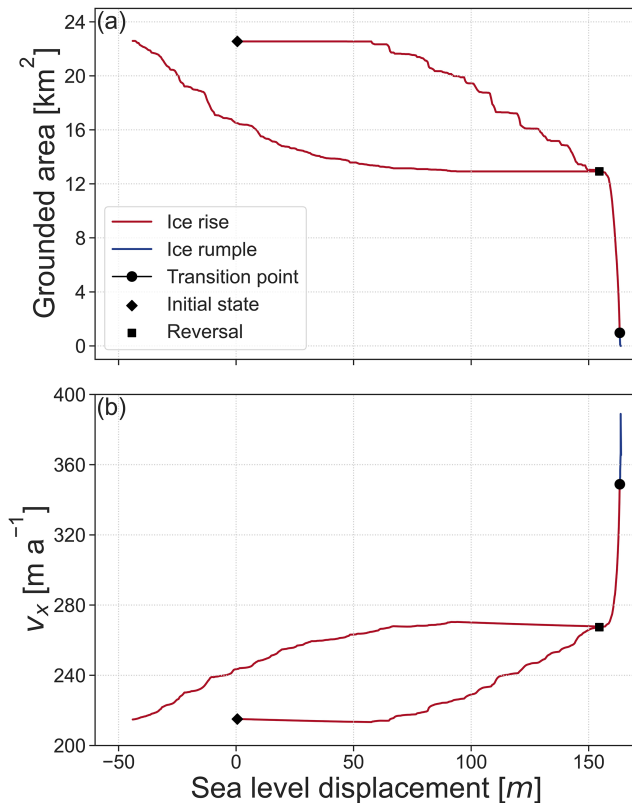 (a)
Grounded area [km²]
24
20
16
12
8
4
0
Ice rise
Ice rumple
Transition point
Initial state
Reversal
(b)
vₓ [m a⁻¹]
400
360
320
280
240
200
−50
0
50
100
150
Sea level displacement [m]